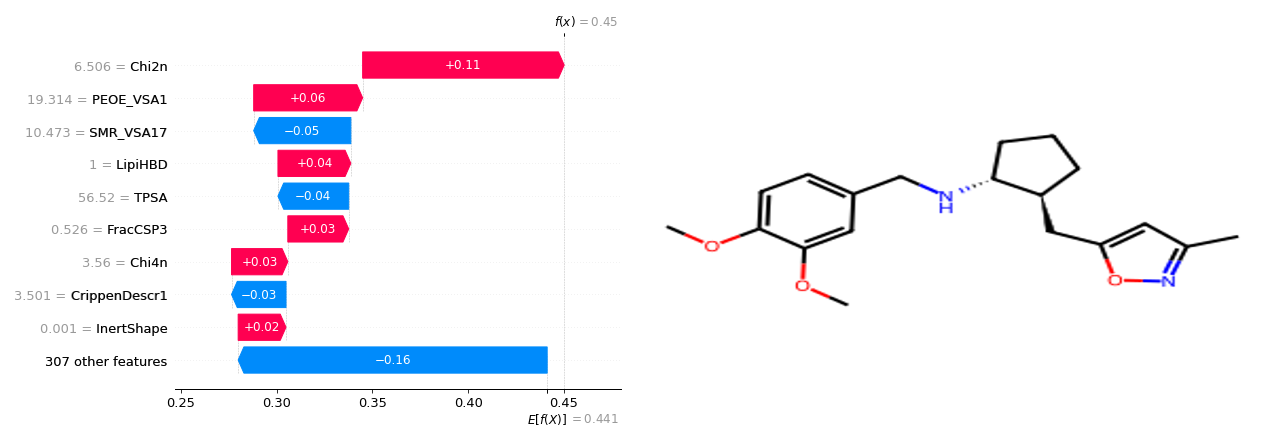 f(x) = 0.45
6.506 = Chi2n
+0.11
19.314 = PEOE_VSA1
+0.06
10.473 = SMR_VSA17
−0.05
1 = LipiHBD
+0.04
56.52 = TPSA
−0.04
0.526 = FracCSP3
+0.03
3.56 = Chi4n
+0.03
3.501 = CrippenDescr1
−0.03
0.001 = InertShape
+0.02
307 other features
−0.16
0.25 0.30 0.35 0.40 0.45
E[f(X)] = 0.441
N
H
O
O
O
N